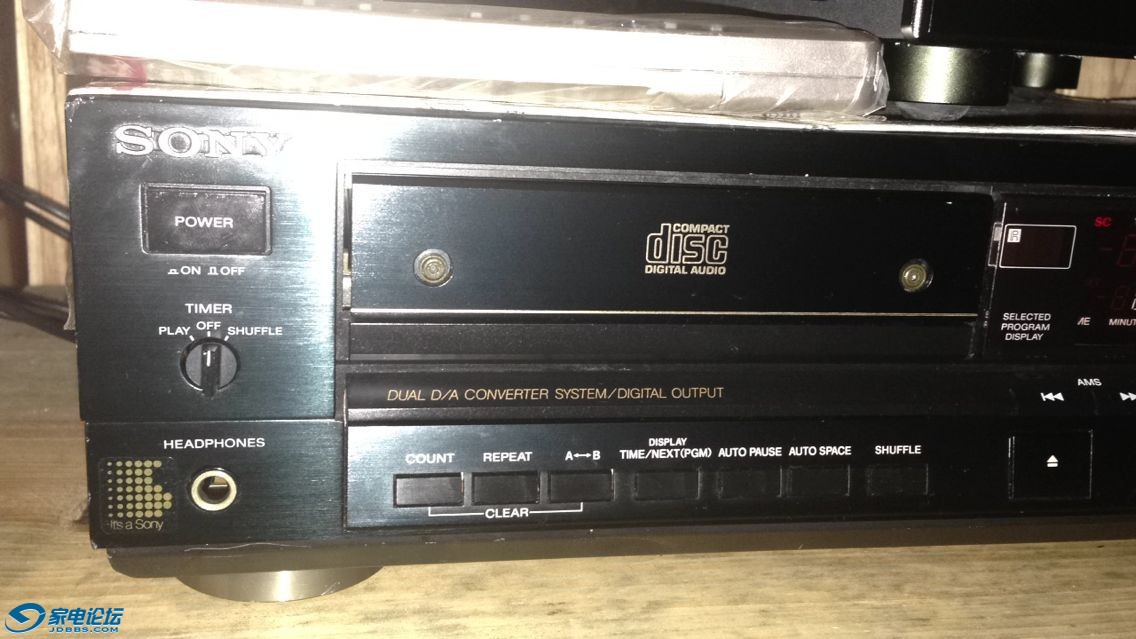 SONY
POWER
ON OFF
TIMER
PLAY OFF SHUFFLE
HEADPHONES
It's a Sony
COMPACT
disc
DIGITAL AUDIO
SC
SELECTED
PROGRAM
DISPLAY
MINUT
DUAL D/A CONVERTER SYSTEM/DIGITAL OUTPUT
AMS
COUNT REPEAT A↔B DISPLAY
TIME/NEXT(PGM) AUTO PAUSE AUTO SPACE SHUFFLE
CLEAR
家电论坛
JDBBS.COM